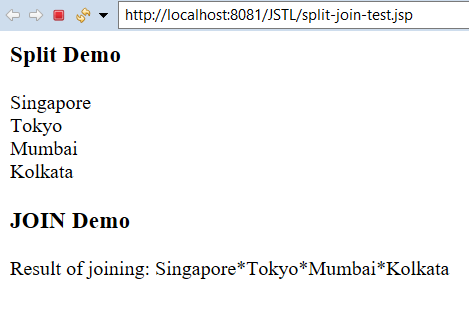 http://localhost:8081/JSTL/split-join-test.jsp
Split Demo
Singapore
Tokyo
Mumbai
Kolkata
JOIN Demo
Result of joining: Singapore*Tokyo*Mumbai*Kolkata